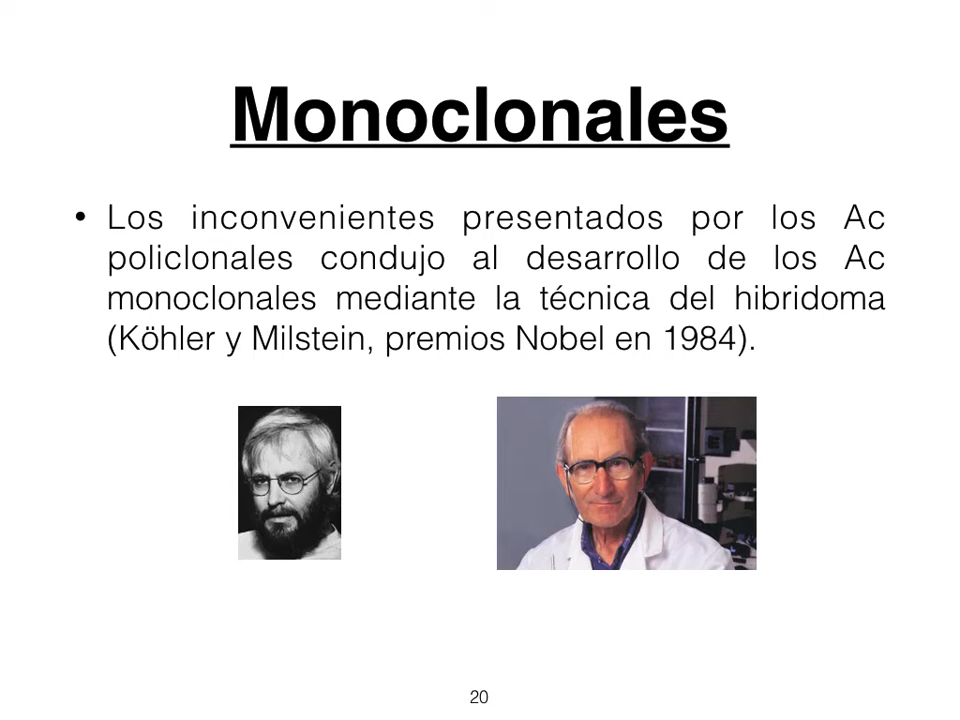 Monoclonales
• Los inconvenientes presentados por los Ac
policlonales condujo al desarrollo de los Ac
monoclonales mediante la técnica del hibridoma
(Köhler y Milstein, premios Nobel en 1984).
20